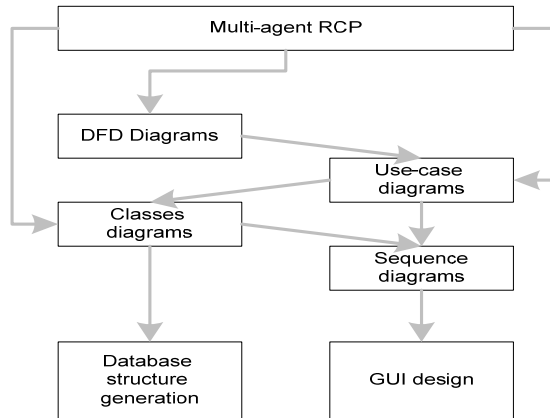 Multi-agent RCP
DFD Diagrams
Use-case
diagrams
Classes
diagrams
Sequence
diagrams
Database
structure
generation
GUI design